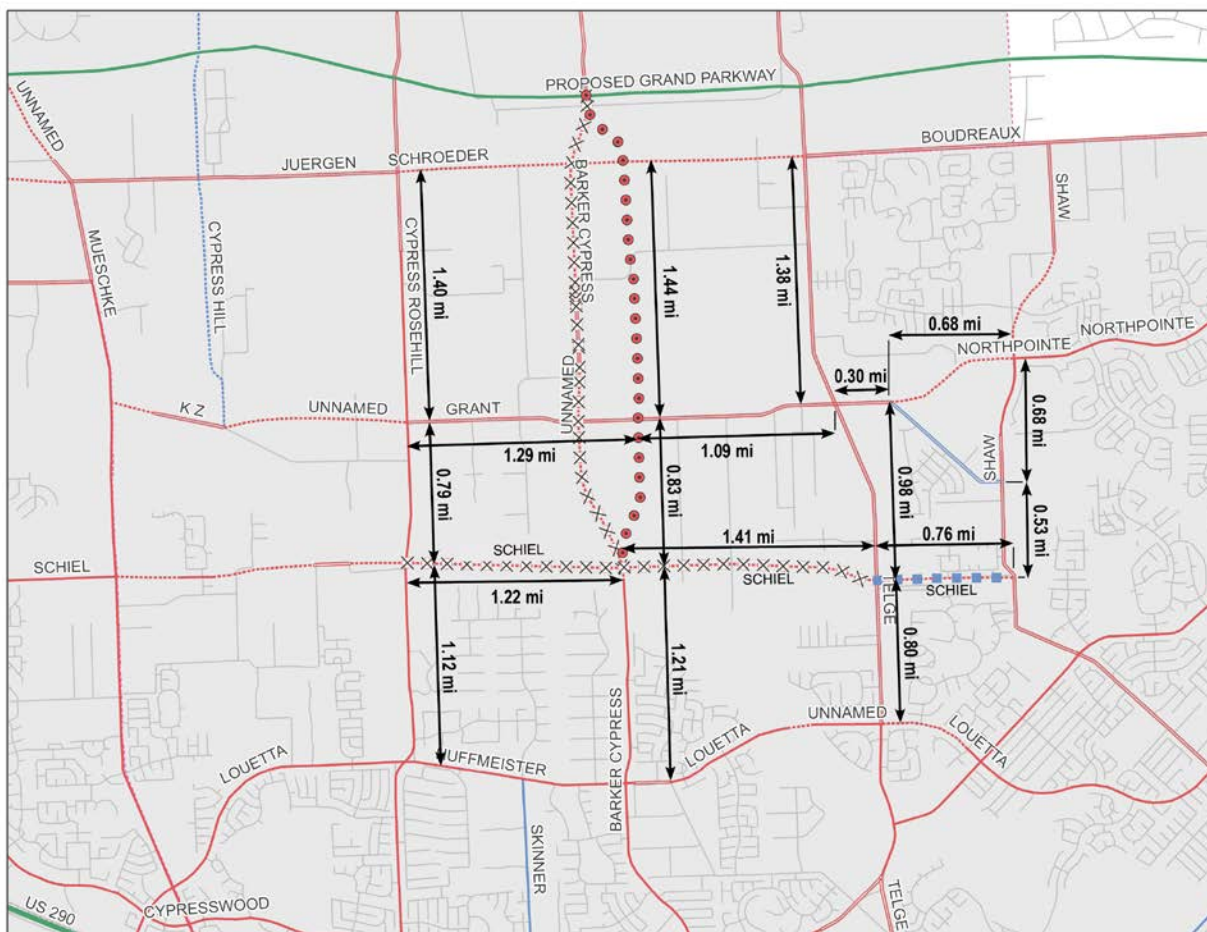 PROPOSED GRAND PARKWAY
UNNAMED
BOUDREAUX
JUERGEN
SCHROEDER
BARKER CYPRESS
SHAW
MUESCHKE
CYPRESS HILL
CYPRESS ROSEHILL
1.40 mi
1.44 mi
1.38 mi
0.68 mi
NORTHPOINTE
NORTHPOINTE
0.30 mi
UNNAMED
K Z
UNNAMED
GRANT
0.68 mi
SHAW
1.29 mi
1.09 mi
0.79 mi
0.83 mi
0.98 mi
0.53 mi
1.41 mi
0.76 mi
SCHIEL
SCHIEL
SCHIEL
TELGE
SCHIEL
1.22 mi
0.80 mi
1.12 mi
1.21 mi
UNNAMED
LOUETTA
LOUETTA
LOUETTA
HUFFMEISTER
BARKER CYPRESS
SKINNER
US 290
CYPRESSWOOD
TELGE